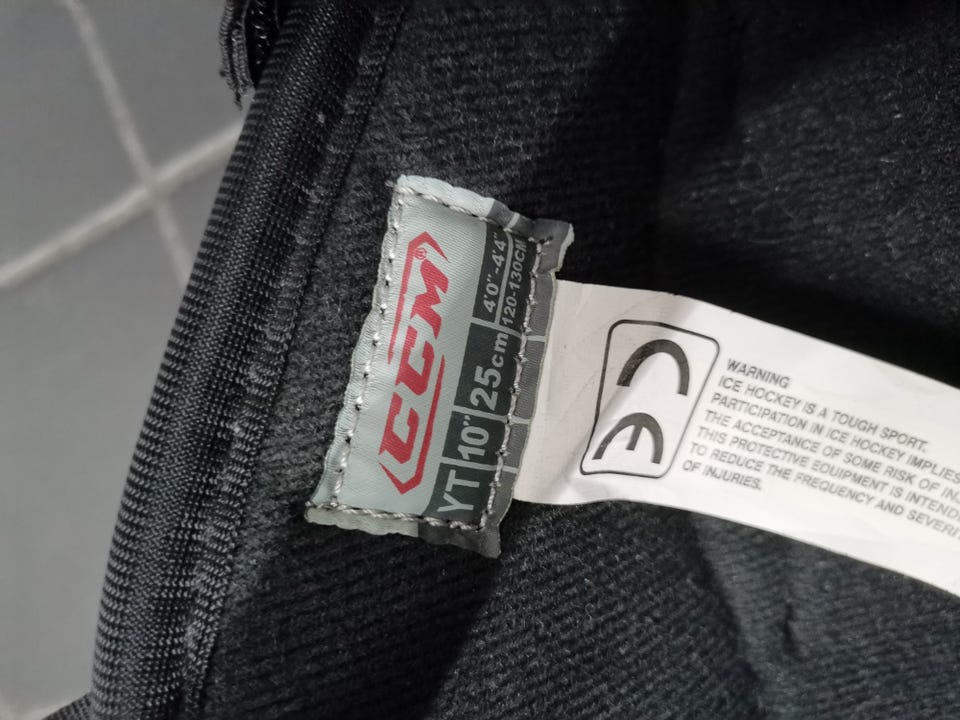 CCM®
YT 10" 25cm 4'0"-4'4"
120-130CM
CE
WARNING
ICE HOCKEY IS A TOUGH SPORT.
PARTICIPATION IN ICE HOCKEY IMPLIES
THE ACCEPTANCE OF SOME RISK OF
THIS PROTECTIVE EQUIPMENT IS
TO REDUCE THE FREQUENCY AND
OF INJURIES.